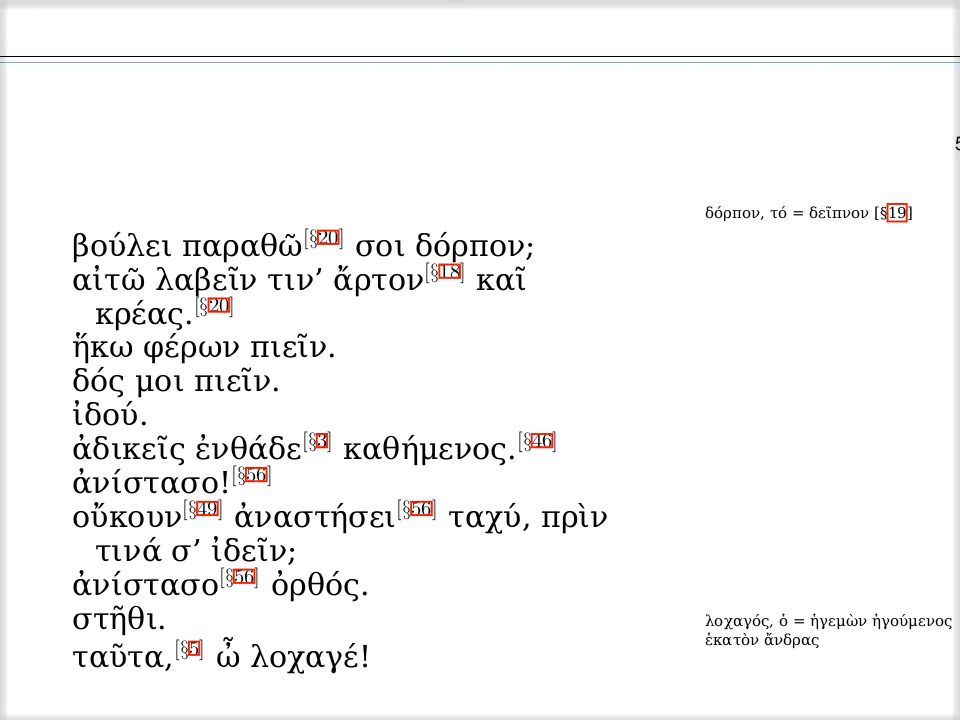 5
δόρπον, τό = δεῖπνον [§19]
βούλει παραθῶ[§20] σοι δόρπον;
αἰτῶ λαβεῖν τιν’ ἄρτον[§18] καῖ
κρέας.[§20]
ἥκω φέρων πιεῖν.
δός μοι πιεῖν.
ἰδού.
ἀδικεῖς ἐνθάδε[§3] καθήμενος.[§46]
ἀνίστασο![§56]
οὔκουν[§49] ἀναστήσει[§56] ταχύ, πρὶν
τινά σ’ ἰδεῖν;
ἀνίστασο[§56] ὀρθός.
στῆθι.
ταῦτα,[§5] ὦ λοχαγέ!
λοχαγός, ὁ = ἡγεμὼν ἡγούμενος
ἑκατὸν ἄνδρας